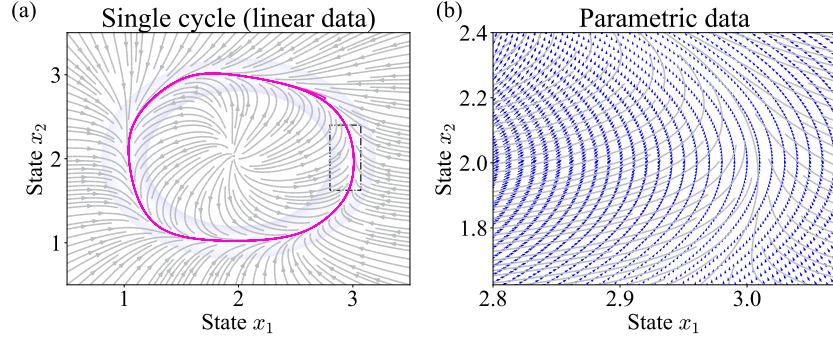 (a)
Single cycle (linear data)
3
2
1
State x₂
1
2
3
State x₁
(b)
Parametric data
2.4
2.2
2.0
1.8
State x₂
2.8
2.9
3.0
State x₁